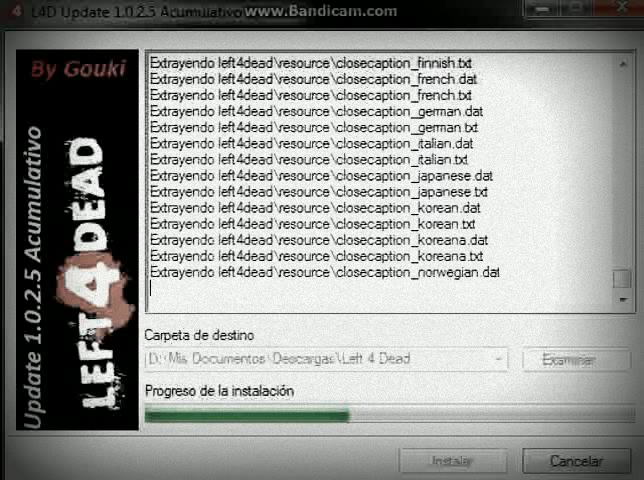 4 L4D Update 1.0.2.5 Acumulativo
www.Bandicam.com
By Gouki
Update 1.0.2.5 Acumulativo
LEFT 4 DEAD
Extrayendo left4dead\resource\closecaption_finnish.txt
Extrayendo left4dead\resource\closecaption_french.dat
Extrayendo left4dead\resource\closecaption_french.txt
Extrayendo left4dead\resource\closecaption_german.dat
Extrayendo left4dead\resource\closecaption_german.txt
Extrayendo left4dead\resource\closecaption_italian.dat
Extrayendo left4dead\resource\closecaption_italian.txt
Extrayendo left4dead\resource\closecaption_japanese.dat
Extrayendo left4dead\resource\closecaption_japanese.txt
Extrayendo left4dead\resource\closecaption_korean.dat
Extrayendo left4dead\resource\closecaption_korean.txt
Extrayendo left4dead\resource\closecaption_koreana.dat
Extrayendo left4dead\resource\closecaption_koreana.txt
Extrayendo left4dead\resource\closecaption_norwegian.dat
Carpeta de destino
D:\Mis Documentos\Descargas\Left 4 Dead
Examinar
Progreso de la instalación
Instalar
Cancelar